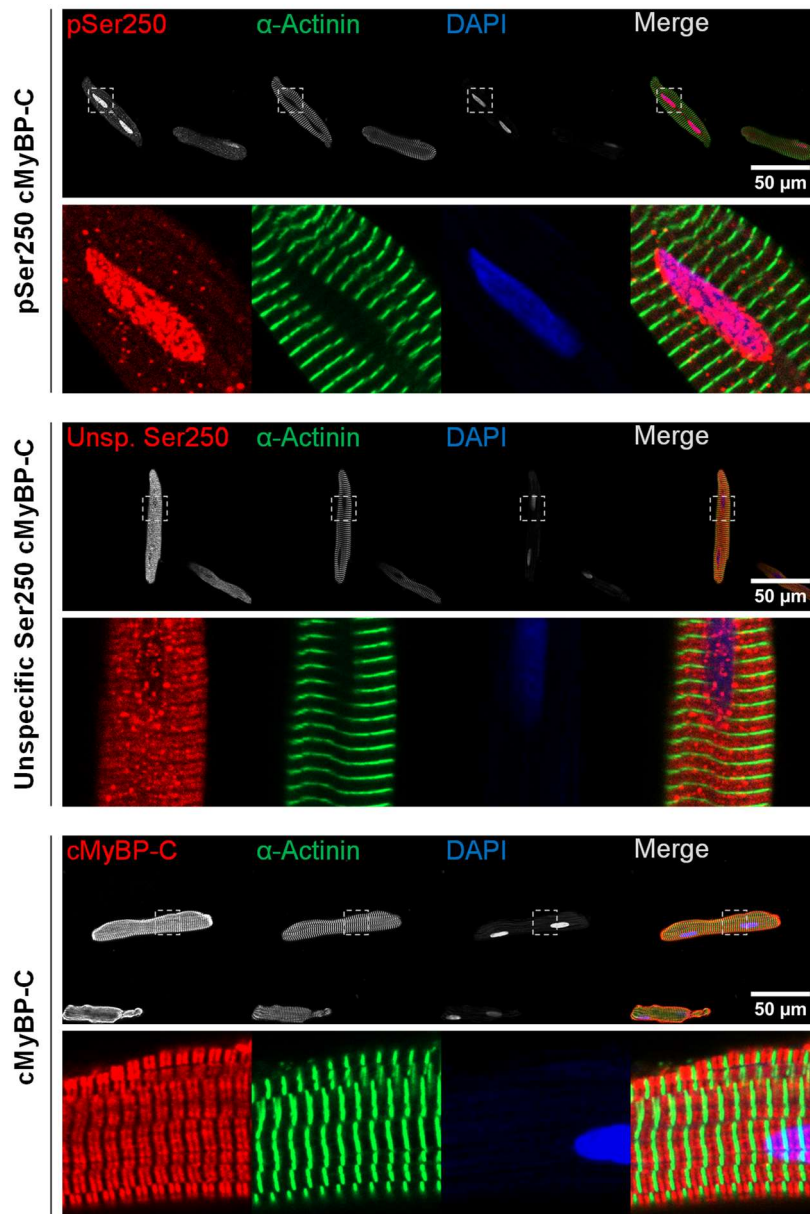 pSer250 cMyBP-C
pSer250 α-Actinin DAPI Merge
50 µm
Unspecific Ser250 cMyBP-C
Unsp. Ser250 α-Actinin DAPI Merge
50 µm
cMyBP-C
cMyBP-C α-Actinin DAPI Merge
50 µm